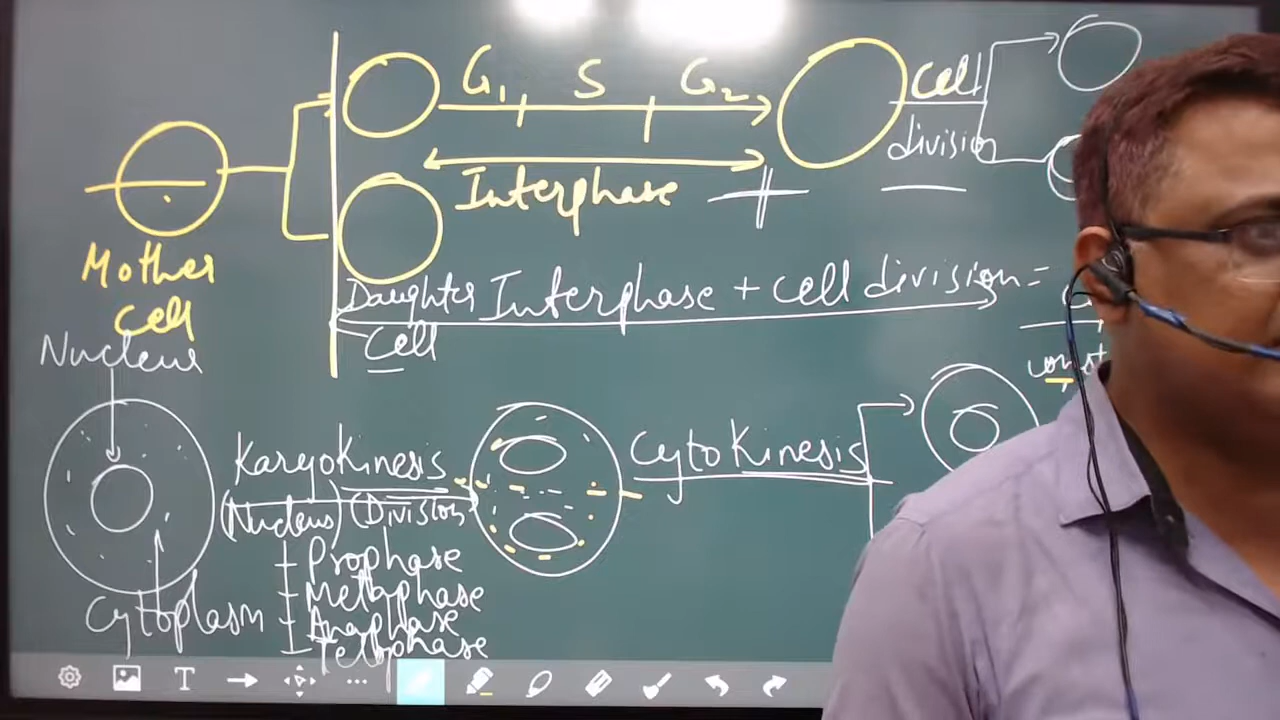 G₁ S G₂ Cell
division
Interphase
Mother
Cell
Daughter Interphase + cell division =
Cell
Nucleus
KaryoKinesis
(Nucleus) (Division)
Prophase
Metaphase
Anaphase
Telophase
CytoKinesis
Cytoplasm
T